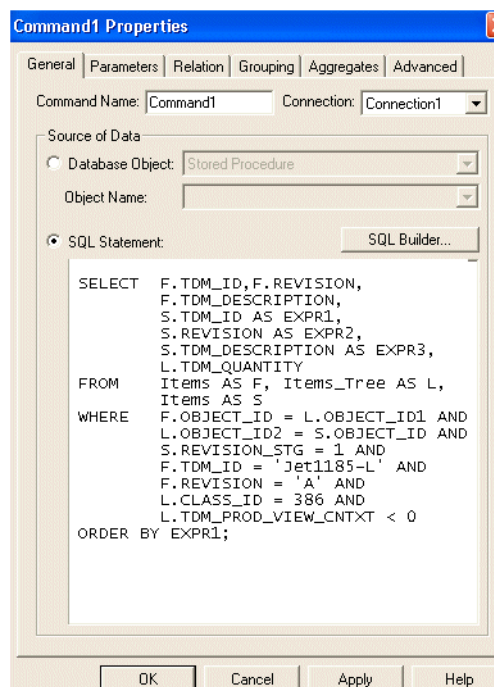 Command1 Properties
General Parameters Relation Grouping Aggregates Advanced
Command Name: Command1 Connection: Connection1
Source of Data
Database Object: Stored Procedure
Object Name:
SQL Statement: SQL Builder...
SELECT F.TDM_ID,F.REVISION,
F.TDM_DESCRIPTION,
S.TDM_ID AS EXPR1,
S.REVISION AS EXPR2,
S.TDM_DESCRIPTION AS EXPR3,
L.TDM_QUANTITY
FROM Items AS F, Items_Tree AS L,
Items AS S
WHERE F.OBJECT_ID = L.OBJECT_ID1 AND
L.OBJECT_ID2 = S.OBJECT_ID AND
S.REVISION_STG = 1 AND
F.TDM_ID = 'Jet1185-L' AND
F.REVISION = 'A' AND
L.CLASS_ID = 386 AND
L.TDM_PROD_VIEW_CNTXT < 0
ORDER BY EXPR1;
OK Cancel Apply Help